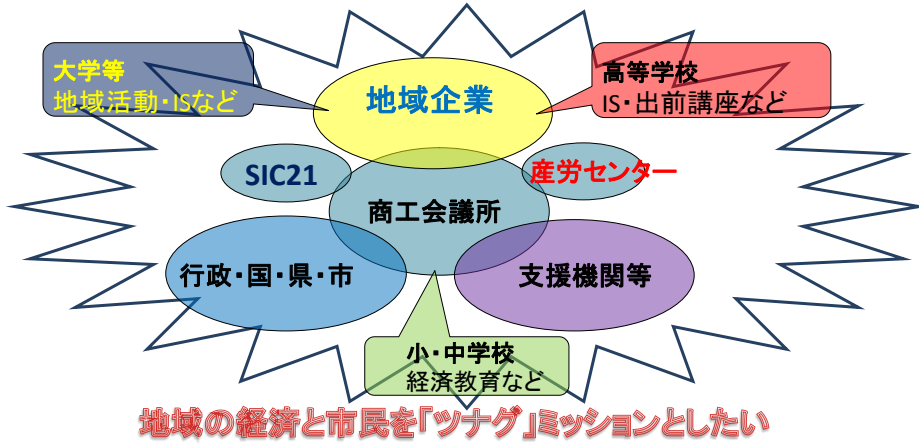 大学等
地域活動・ISなど
地域企業
高等学校
IS・出前講座など
SIC21
産労センター
商工会議所
行政・国・県・市
支援機関等
小・中学校
経済教育など
地域の経済と市民を「ツナグ」ミッションとしたい